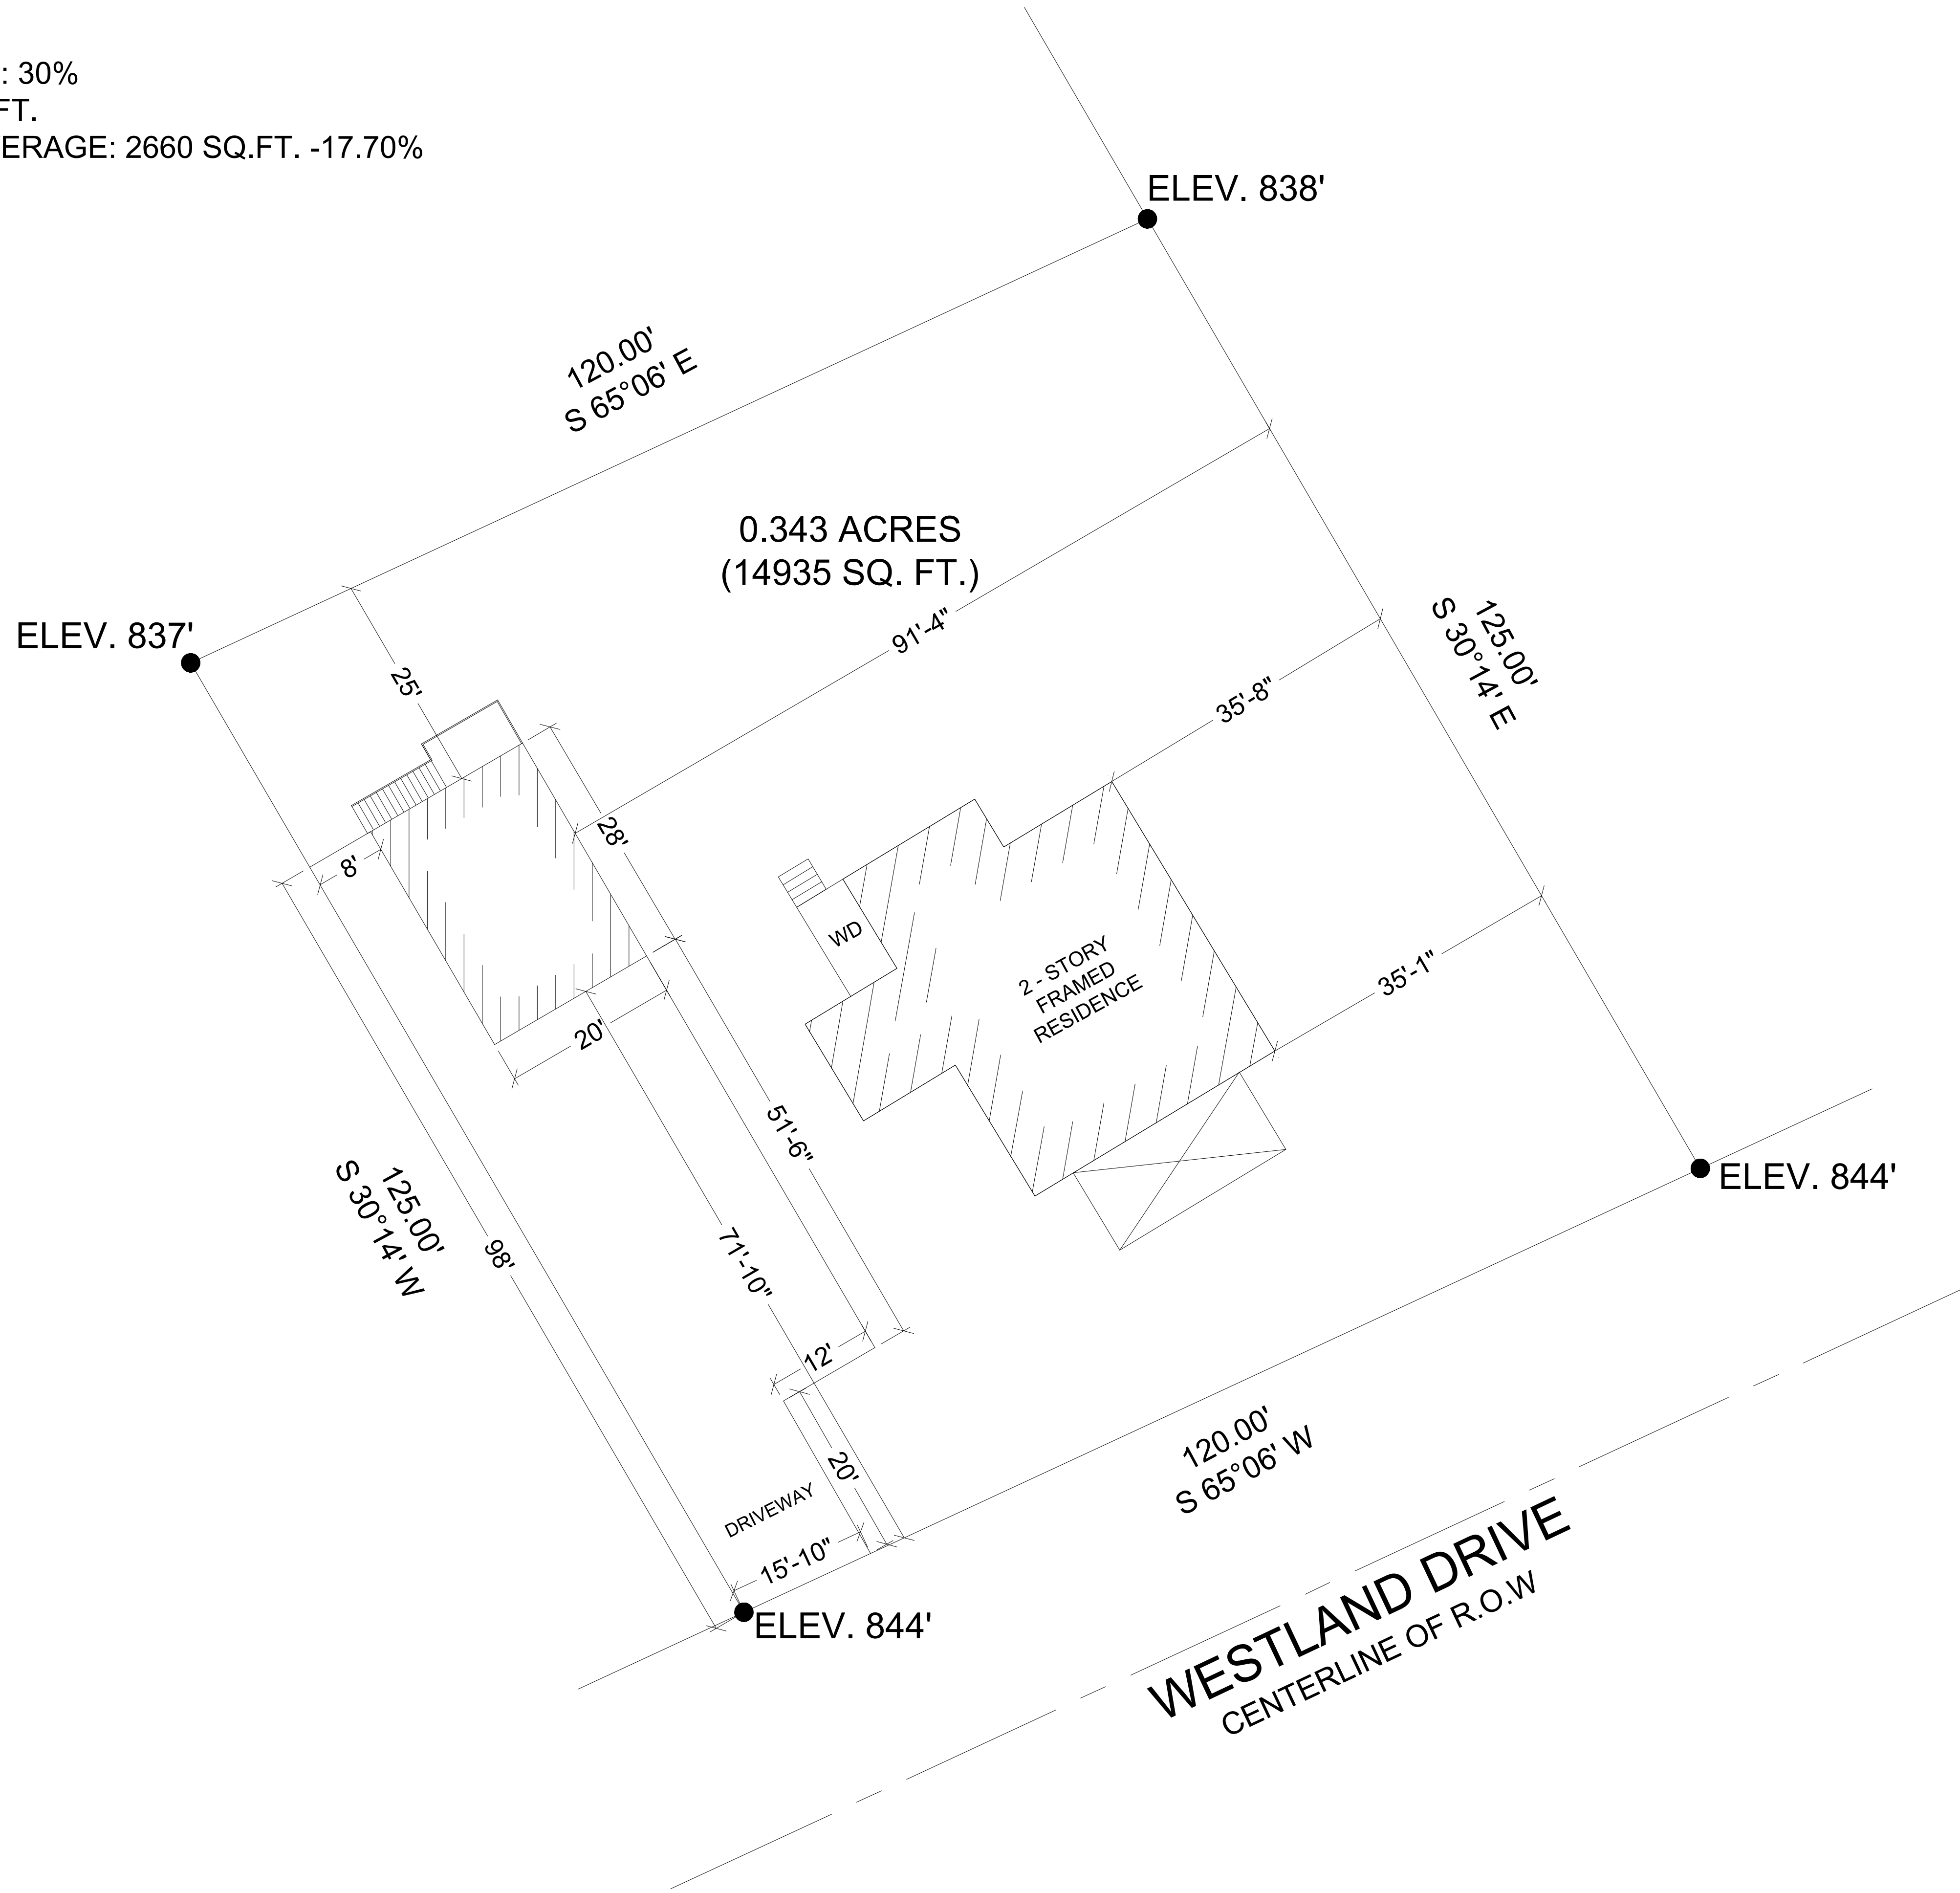 : 30%
FT.
ERAGE: 2660 SQ.FT. -17.70%
ELEV. 838'
120.00'
S 65°06' E
0.343 ACRES
(14935 SQ. FT.)
ELEV. 837'
91'-4"
125.00'
S 30°14' E
25'
35'-8"
28'
8'
WD
2 - STORY
FRAMED
RESIDENCE
35'-1"
20'
51'-6"
ELEV. 844'
125.00'
S 30°14' W
98'
71'-10"
12'
120.00'
S 65°06' W
20'
DRIVEWAY
15'-10"
ELEV. 844'
WESTLAND DRIVE
CENTERLINE OF R.O.W